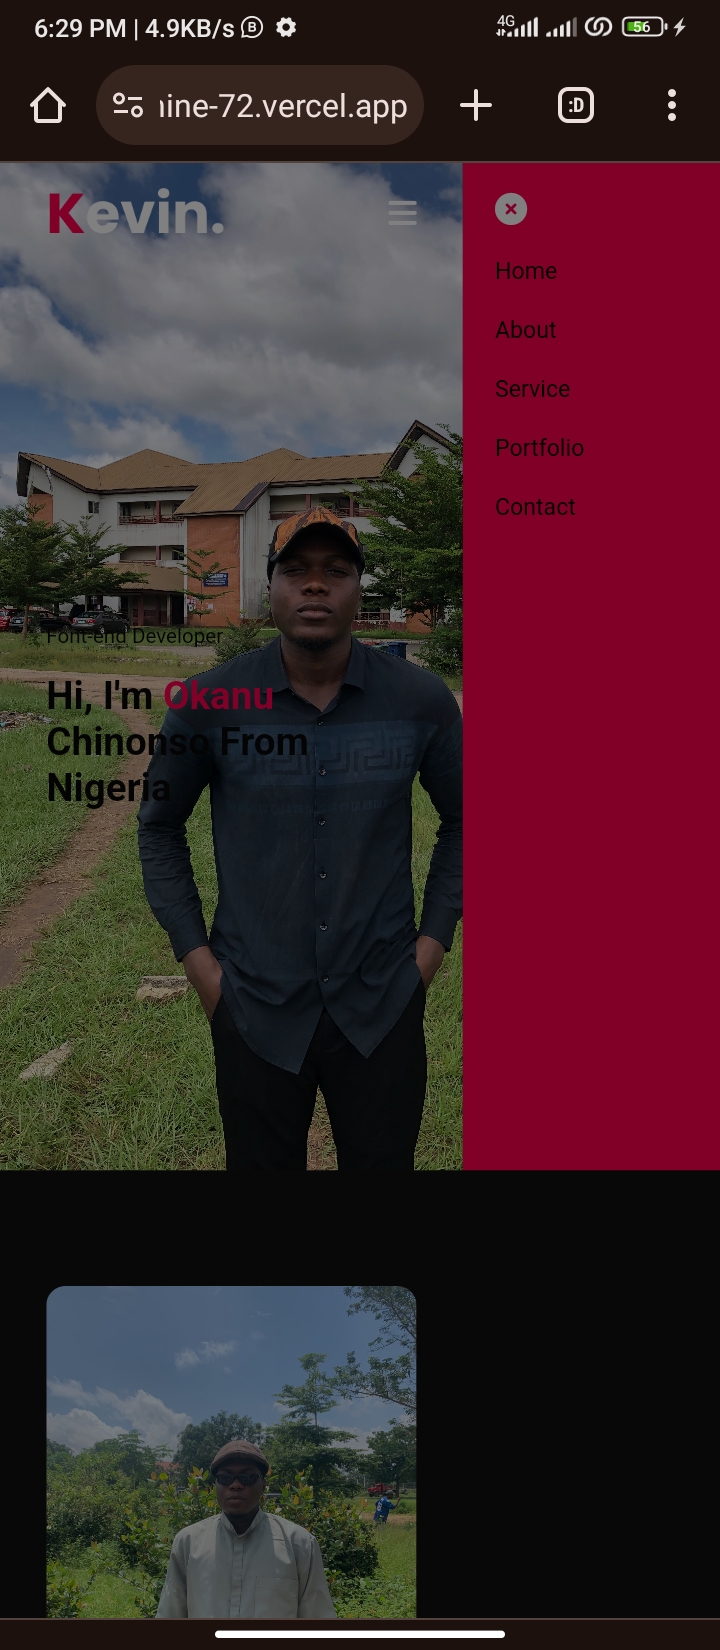 6:29 PM | 4.9KB/s
4G
56
ine-72.vercel.app
:D
Kevin.
Home
About
Service
Portfolio
Contact
Font-end Developer
Hi, I'm Okanu
Chinonso From
Nigeria